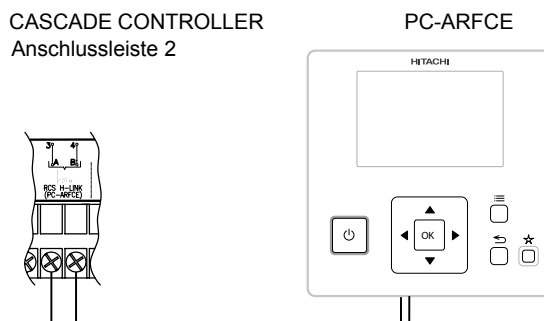 CASCADE CONTROLLER
Anschlussleiste 2
PC-ARFCE
HITACHI
OK
3 4
A B
RCS H-LINK
(PC-ARFCE)